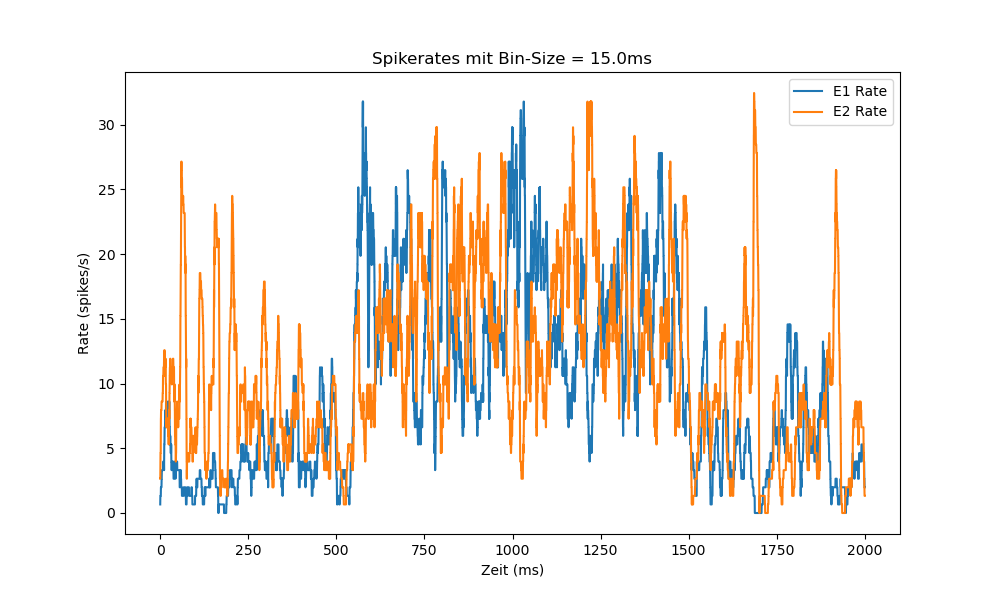 Spikerates mit Bin-Size = 15.0ms
E1 Rate
E2 Rate
Rate (spikes/s)
30
25
20
15
10
5
0
0 250 500 750 1000 1250 1500 1750 2000
Zeit (ms)